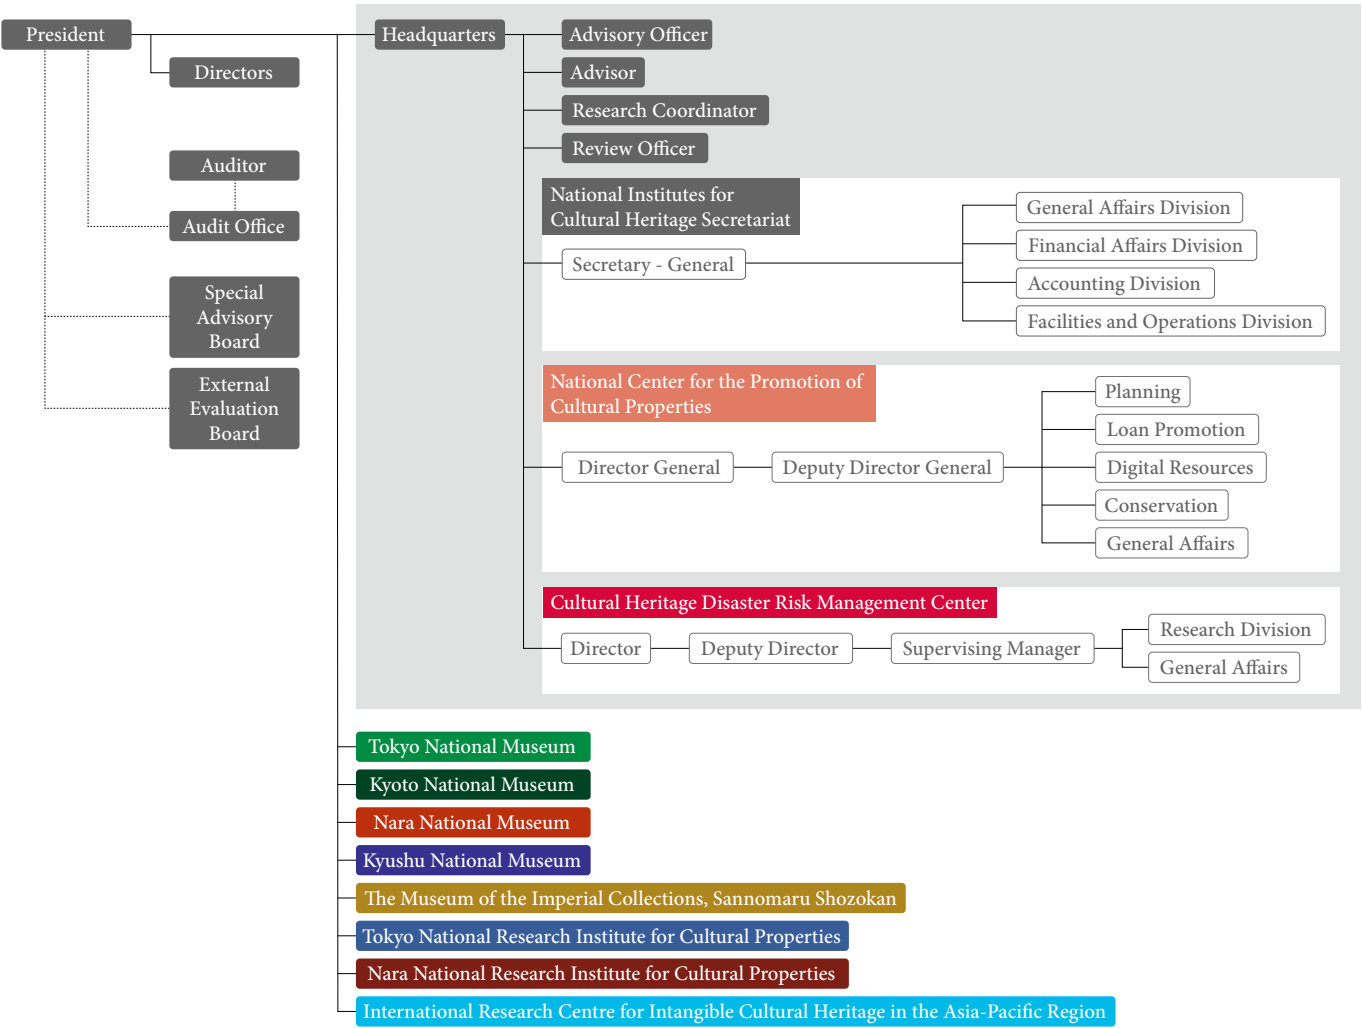 President
Directors
Auditor
Audit Office
Special
Advisory
Board
External
Evaluation
Board
Headquarters
Advisory Officer
Advisor
Research Coordinator
Review Officer
National Institutes for
Cultural Heritage Secretariat
Secretary - General
General Affairs Division
Financial Affairs Division
Accounting Division
Facilities and Operations Division
National Center for the Promotion of
Cultural Properties
Director General
Deputy Director General
Planning
Loan Promotion
Digital Resources
Conservation
General Affairs
Cultural Heritage Disaster Risk Management Center
Director
Deputy Director
Supervising Manager
Research Division
General Affairs
Tokyo National Museum
Kyoto National Museum
Nara National Museum
Kyushu National Museum
The Museum of the Imperial Collections, Sannomaru Shozokan
Tokyo National Research Institute for Cultural Properties
Nara National Research Institute for Cultural Properties
International Research Centre for Intangible Cultural Heritage in the Asia-Pacific Region